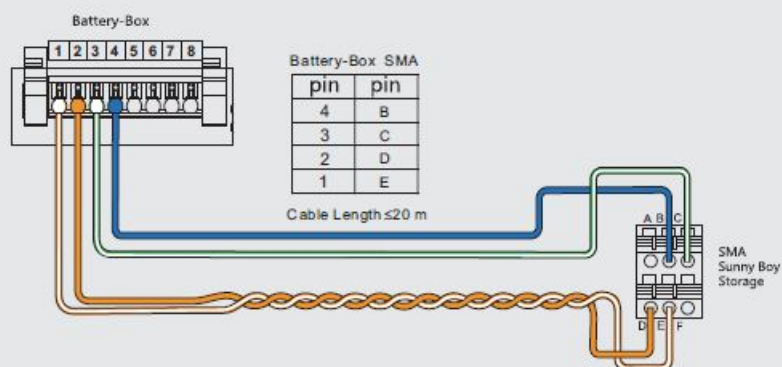 Battery-Box
1 2 3 4 5 6 7 8
Battery-Box SMA
pin pin
4 B
3 C
2 D
1 E
Cable Length≤20 m
A B C
SMA
Sunny Boy
Storage
D E F